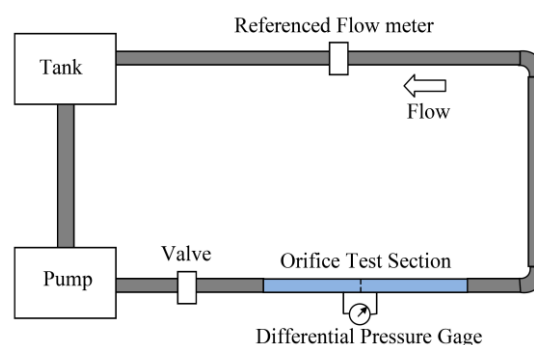 Referenced Flow meter
Tank
Flow
Valve
Orifice Test Section
Pump
Differential Pressure Gage